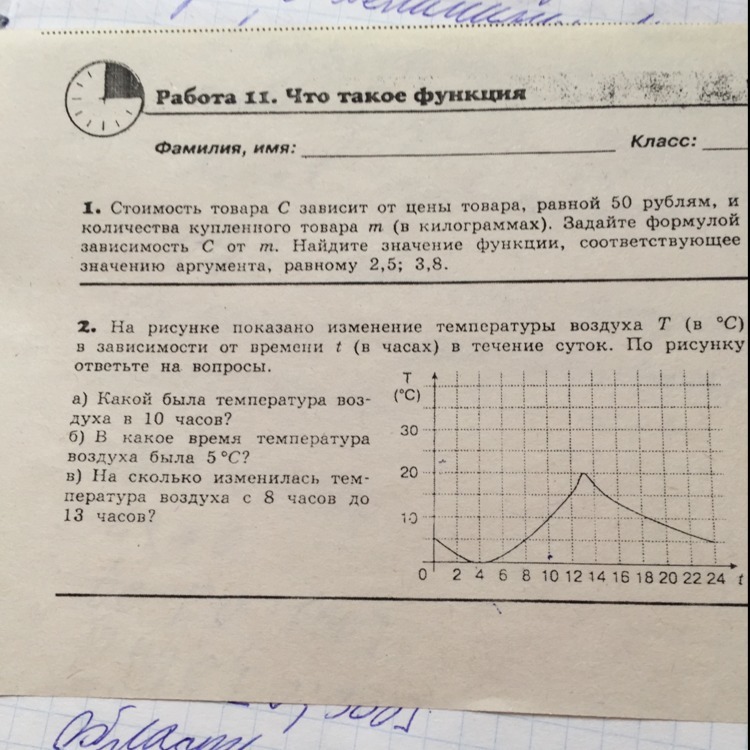 Работа 11. Что такое функция
Фамилия, имя:
Класс:
1. Стоимость товара C зависит от цены товара, равной 50 рублям, и
количества купленного товара m (в килограммах). Задайте формулой
зависимость C от m. Найдите значение функции, соответствующее
значению аргумента, равному 2,5; 3,8.
2. На рисунке показано изменение температуры воздуха T (в °C)
в зависимости от времени t (в часах) в течение суток. По рисунку
ответьте на вопросы.
а) Какой была температура воз-
духа в 10 часов?
б) В какое время температура
воздуха была 5 °C?
в) На сколько изменилась тем-
пература воздуха с 8 часов до
13 часов?
T
(°C)
30
20
10
0 2 4 6 8 10 12 14 16 18 20 22 24 t
области